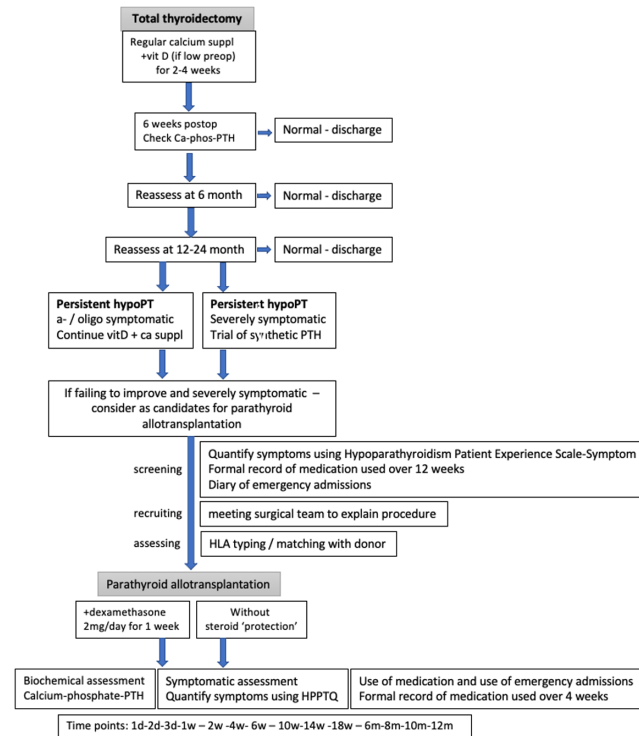 Total thyroidectomy
Regular calcium suppl
+vit D (if low preop)
for 2-4 weeks
6 weeks postop
Check Ca-phos-PTH
Normal - discharge
Reassess at 6 month
Normal - discharge
Reassess at 12-24 month
Normal - discharge
Persistent hypoPT
a- / oligo symptomatic
Continue vitD + ca suppl
Persistent hypoPT
Severely symptomatic
Trial of synthetic PTH
If failing to improve and severely symptomatic –
consider as candidates for parathyroid
allotransplantation
screening
Quantify symptoms using Hypoparathyroidism Patient Experience Scale-Symptom
Formal record of medication used over 12 weeks
Diary of emergency admissions
recruiting
meeting surgical team to explain procedure
assessing
HLA typing / matching with donor
Parathyroid allotransplantation
+dexamethasone
2mg/day for 1 week
Without
steroid ‘protection’
Biochemical assessment
Calcium-phosphate-PTH
Symptomatic assessment
Quantify symptoms using HPPTQ
Use of medication and use of emergency admissions
Formal record of medication used over 4 weeks
Time points: 1d-2d-3d-1w – 2w -4w- 6w – 10w-14w -18w – 6m-8m-10m-12m